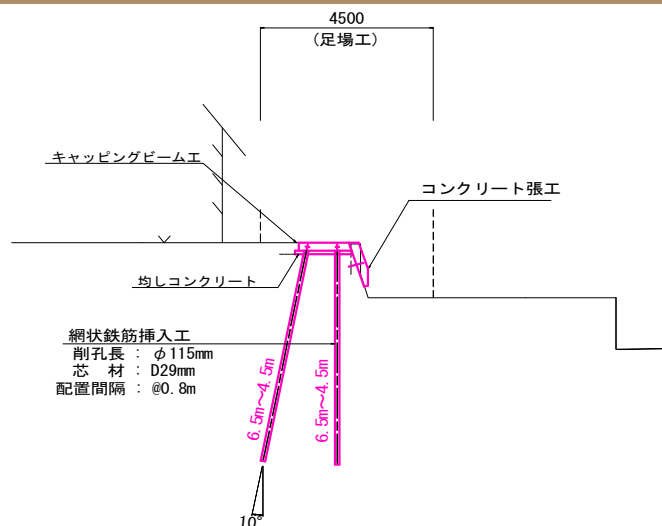 4500
(足場工)
キャッピングビーム工
コンクリート張工
均しコンクリート
網状鉄筋挿入工
削孔長 : φ115mm
芯 材 : D29mm
配置間隔 : @0.8m
6.5m～4.5m
6.5m～4.5m
10°